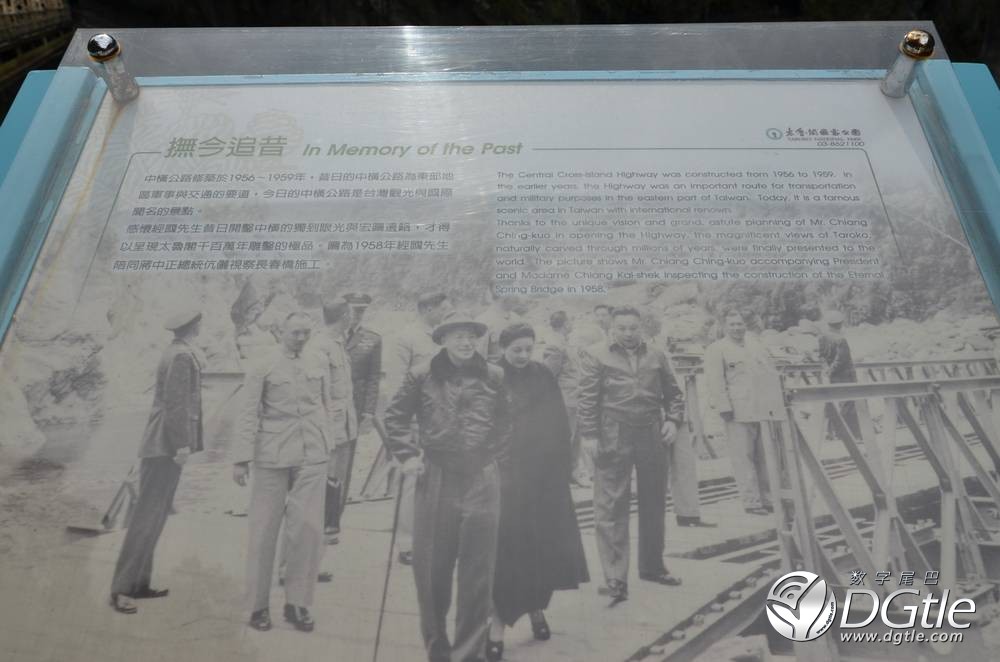 撫今追昔 In Memory of the Past
太魯閣國家公園
TAROKO NATIONAL PARK
03-8621100
中橫公路修築於1956～1959年，昔日的中橫公路為東部地
區軍事與交通的要道，今日的中橫公路是台灣觀光與國際
聞名的景點。
感懷經國先生昔日開鑿中橫的獨到眼光與宏圖遠籌，才得
以呈現太魯閣千百萬年雕鑿的極品。圖為1958年經國先生
陪同蔣中正總統伉儷視察長春橋施工
The Central Cross-Island Highway was constructed from 1956 to 1959. In
the earlier years, the Highway was an important route for transportation
and military purposes in the eastern part of Taiwan. Today, it is a famous
scenic area in Taiwan with international renown.
Thanks to the unique vision and grand, astute planning of Mr. Chiang
Ching-kuo in opening the Highway, the magnificent views of Taroko,
naturally carved through millions of years, were finally presented to the
world. The picture shows Mr. Chiang Ching-kuo accompanying President
and Madame Chiang Kai-shek inspecting the construction of the Eternal
Spring Bridge in 1958.
数字尾巴
DGtle
www.dgtle.com